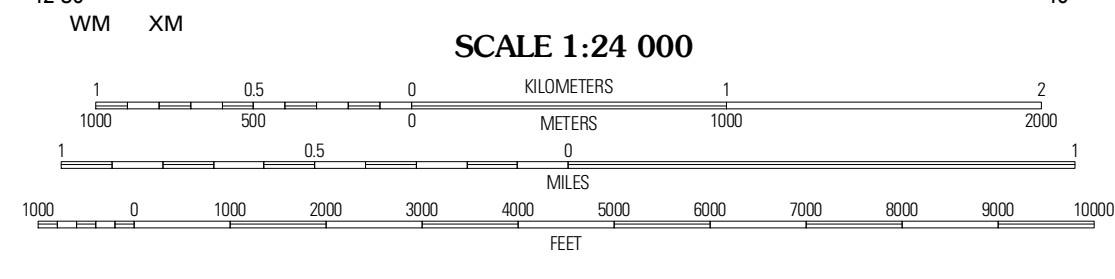 WM XM
SCALE 1:24 000
1 0.5 0 KILOMETERS 1 2
1000 500 0 METERS 1000 2000
1 0.5 0 1
MILES
1000 0 1000 2000 3000 4000 5000 6000 7000 8000 9000 10000
FEET